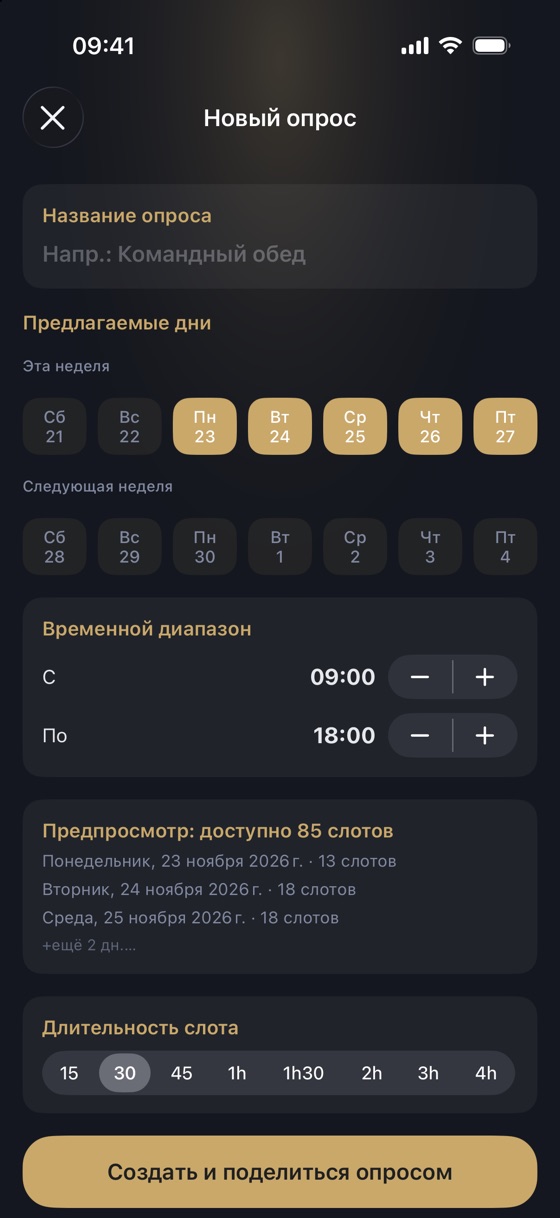 09:41
Новый опрос
Название опроса
Напр.: Командный обед
Предлагаемые дни
Эта неделя
Сб Вс Пн Вт Ср Чт Пт
21 22 23 24 25 26 27
Следующая неделя
Сб Вс Пн Вт Ср Чт Пт
28 29 30 1 2 3 4
Временной диапазон
С 09:00 − +
По 18:00 − +
Предпросмотр: доступно 85 слотов
Понедельник, 23 ноября 2026 г. · 13 слотов
Вторник, 24 ноября 2026 г. · 18 слотов
Среда, 25 ноября 2026 г. · 18 слотов
+ещё 2 дн.…
Длительность слота
15 30 45 1h 1h30 2h 3h 4h
Создать и поделиться опросом